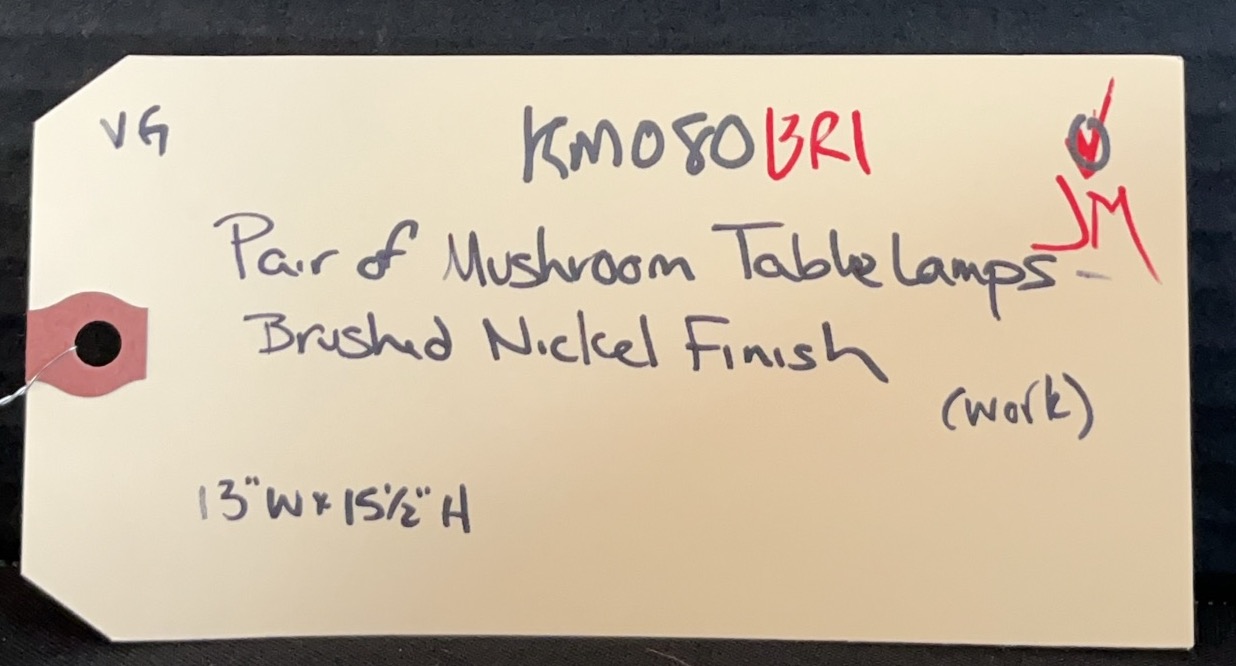 VG
KM080BR1
JM
Pair of Mushroom Table Lamps -
Brushed Nickel Finish
(work)
13"W x 15½" H